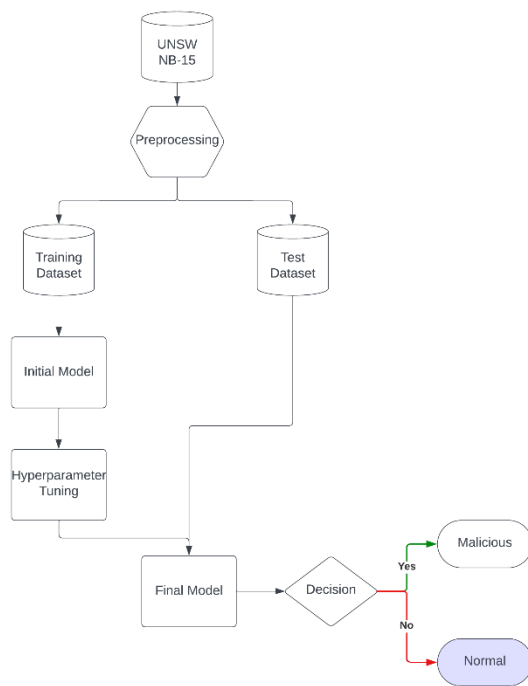 UNSW
NB-15
Preprocessing
Training
Dataset
Test
Dataset
Initial Model
Hyperparameter
Tuning
Final Model
Decision
Yes
No
Malicious
Normal